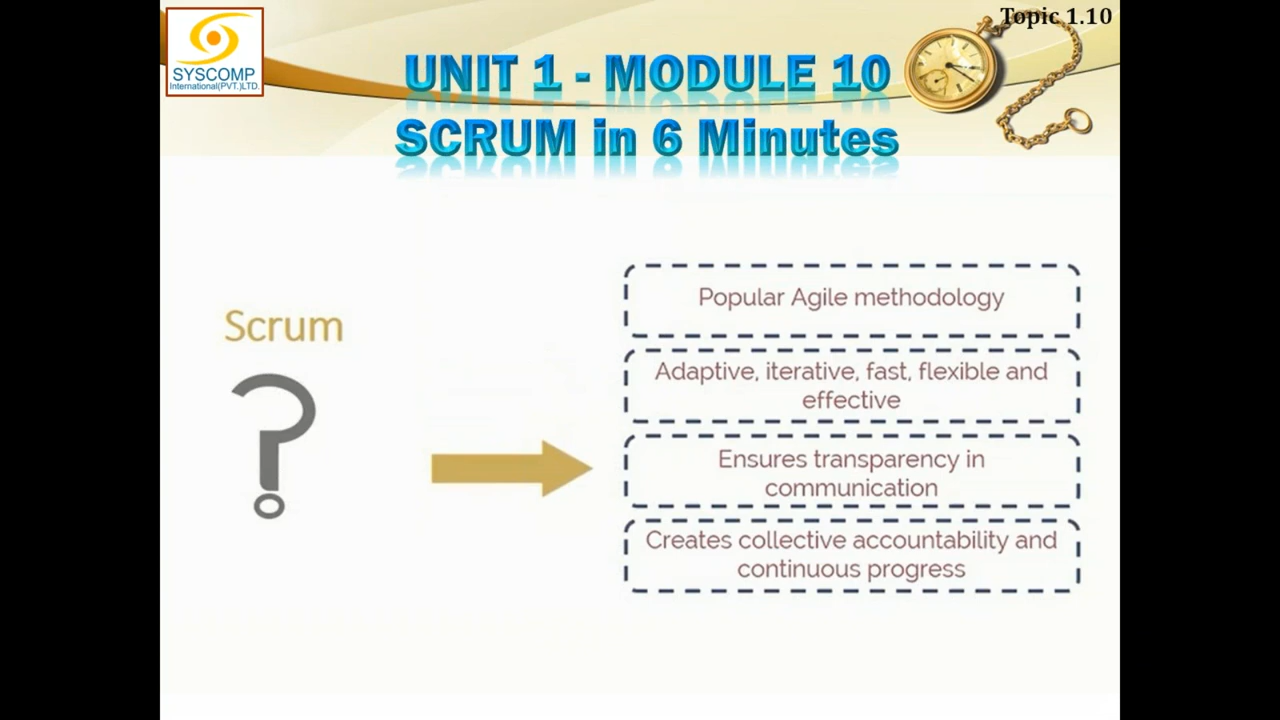 Topic 1.10
SYSCOMP
International(PVT.)LTD.
UNIT 1 - MODULE 10
SCRUM in 6 Minutes
Scrum
?
Popular Agile methodology
Adaptive, iterative, fast, flexible and
effective
Ensures transparency in
communication
Creates collective accountability and
continuous progress